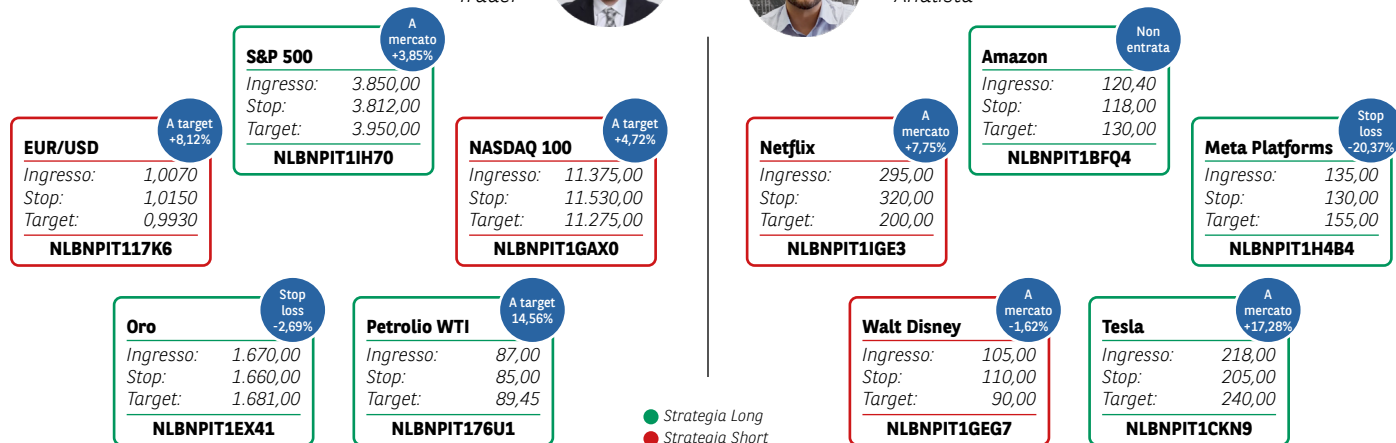 Trader
Analista
A
mercato
+3,85%
S&P 500
Ingresso: 3.850,00
Stop: 3.812,00
Target: 3.950,00
NLBNPIT1IH70
A target
+8,12%
EUR/USD
Ingresso: 1,0070
Stop: 1,0150
Target: 0,9930
NLBNPIT117K6
A target
+4,72%
NASDAQ 100
Ingresso: 11.375,00
Stop: 11.530,00
Target: 11.275,00
NLBNPIT1GAX0
Stop
loss
-2,69%
Oro
Ingresso: 1.670,00
Stop: 1.660,00
Target: 1.681,00
NLBNPIT1EX41
A target
14,56%
Petrolio WTI
Ingresso: 87,00
Stop: 85,00
Target: 89,45
NLBNPIT176U1
Non
entrata
Amazon
Ingresso: 120,40
Stop: 118,00
Target: 130,00
NLBNPIT1BFQ4
A
mercato
+7,75%
Netflix
Ingresso: 295,00
Stop: 320,00
Target: 200,00
NLBNPIT1IGE3
Stop
loss
-20,37%
Meta Platforms
Ingresso: 135,00
Stop: 130,00
Target: 155,00
NLBNPIT1H4B4
A
mercato
-1,62%
Walt Disney
Ingresso: 105,00
Stop: 110,00
Target: 90,00
NLBNPIT1GEG7
A
mercato
+17,28%
Tesla
Ingresso: 218,00
Stop: 205,00
Target: 240,00
NLBNPIT1CKN9
Strategia Long
Strategia Short